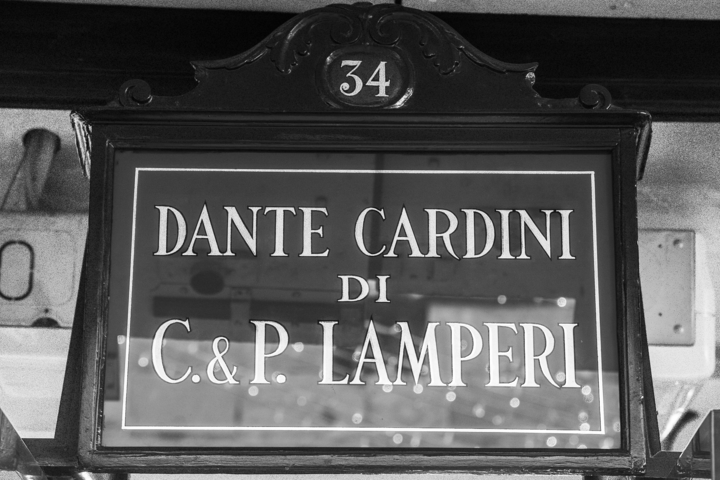 34
DANTE CARDINI
DI
C. & P. LAMPERI